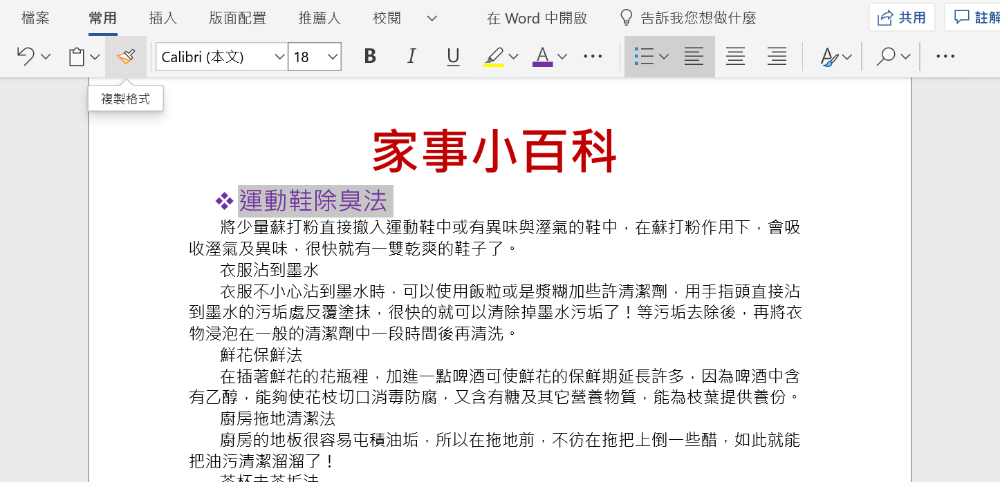 檔案 常用 插入 版面配置 推薦人 校閱 在 Word 中開啟 告訴我您想做什麼 共用 註解
Calibri (本文) 18 B I U A
複製格式
家事小百科
❖運動鞋除臭法
將少量蘇打粉直接撤入運動鞋中或有異味與溼氣的鞋中，在蘇打粉作用下，會吸
收溼氣及異味，很快就有一雙乾爽的鞋子了。
衣服沾到墨水
衣服不小心沾到墨水時，可以使用飯粒或是漿糊加些許清潔劑，用手指頭直接沾
到墨水的污垢處反覆塗抹，很快的就可以清除掉墨水污垢了！等污垢去除後，再將衣
物浸泡在一般的清潔劑中一段時間後再清洗。
鮮花保鮮法
在插著鮮花的花瓶裡，加進一點啤酒可使鮮花的保鮮期延長許多，因為啤酒中含
有乙醇，能夠使花枝切口消毒防腐，又含有糖及其它營養物質，能為枝葉提供養份。
廚房拖地清潔法
廚房的地板很容易屯積油垢，所以在拖地前，不彷在拖把上倒一些醋，如此就能
把油污清潔溜溜了！
茶杯去茶垢法